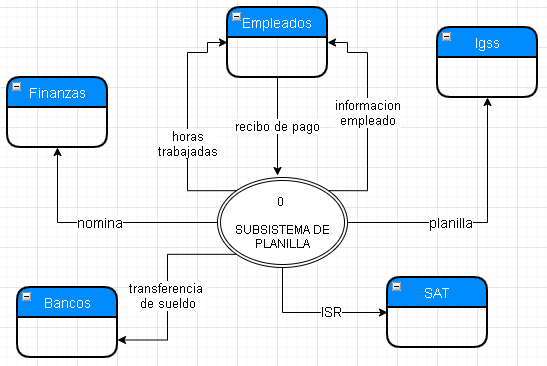 Empleados
Igss
Finanzas
informacion
empleado
recibo de pago
horas
trabajadas
0
SUBSISTEMA DE
PLANILLA
nomina
planilla
transferencia
de sueldo
Bancos
SAT
ISR